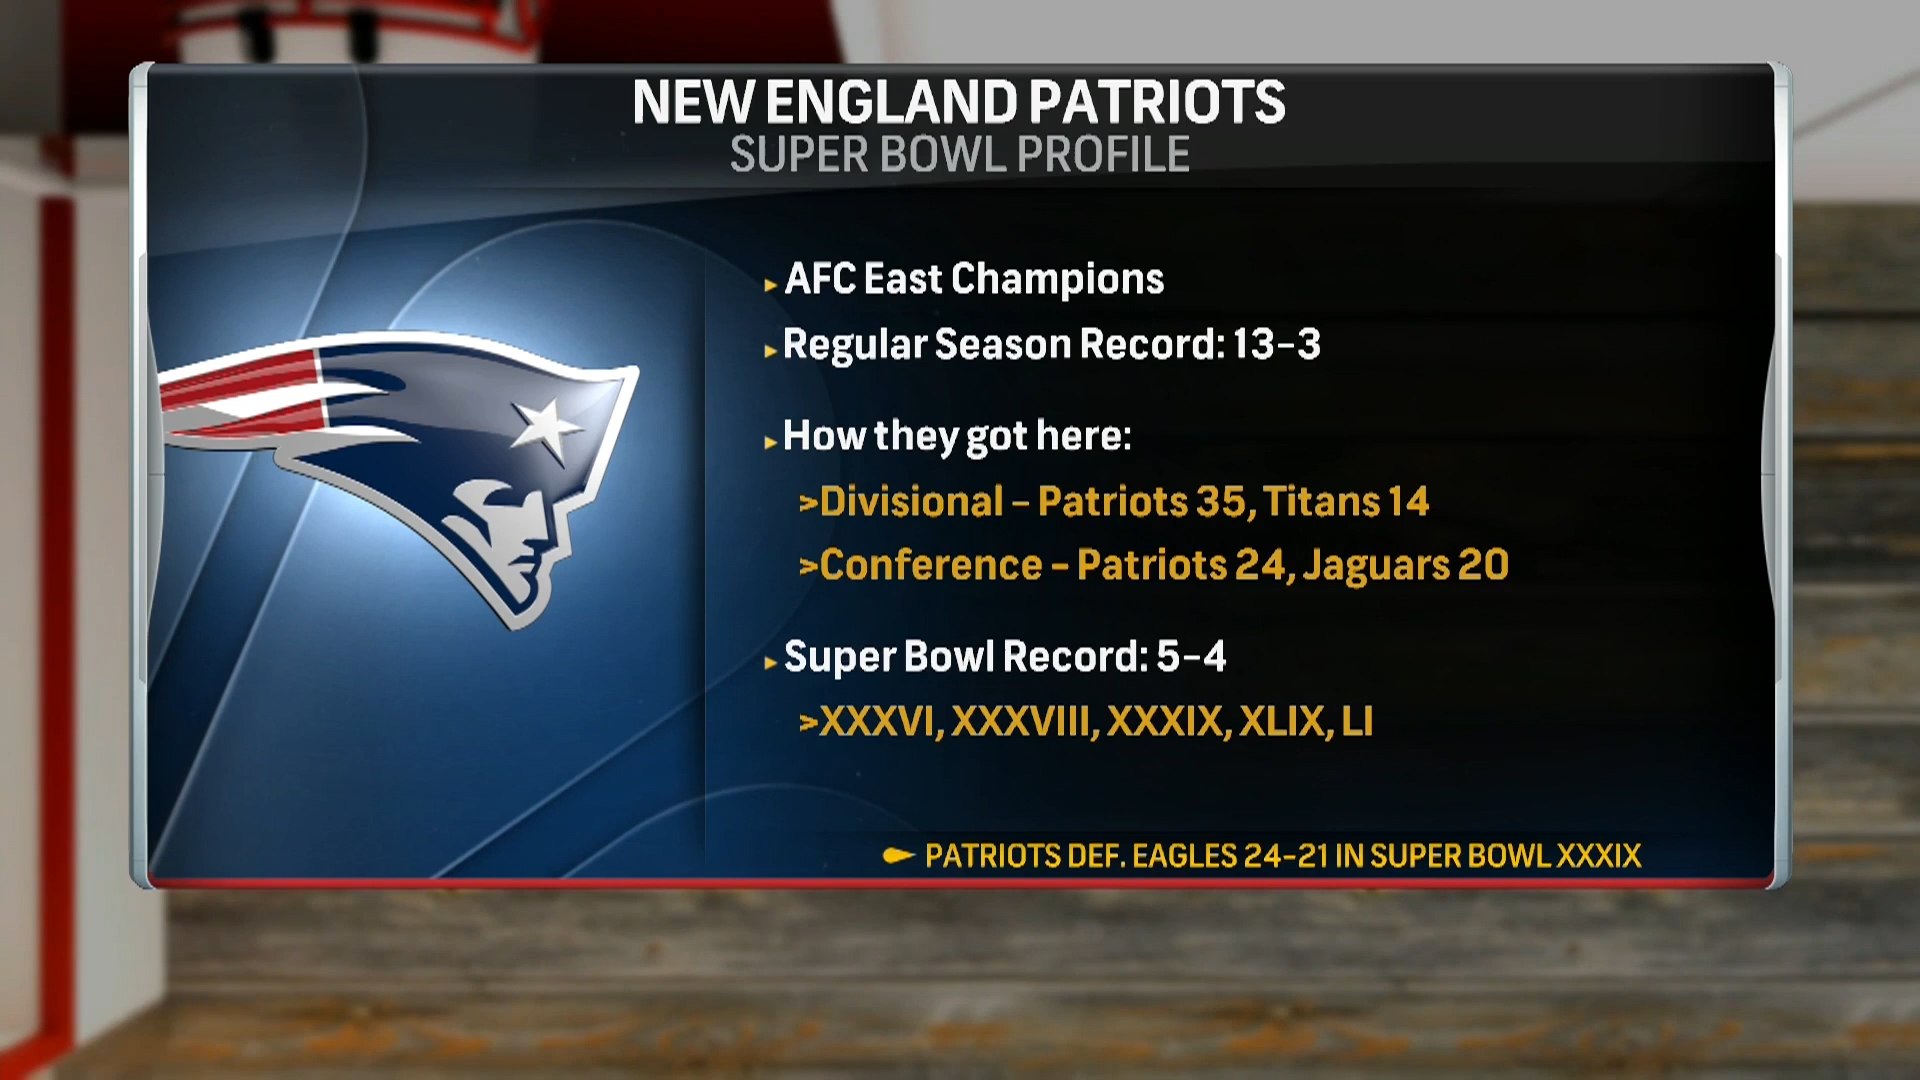 NEW ENGLAND PATRIOTS
SUPER BOWL PROFILE
▸ AFC East Champions
▸ Regular Season Record: 13-3
▸ How they got here:
>Divisional - Patriots 35, Titans 14
>Conference - Patriots 24, Jaguars 20
▸ Super Bowl Record: 5-4
>XXXVI, XXXVIII, XXXIX, XLIX, LI
PATRIOTS DEF. EAGLES 24-21 IN SUPER BOWL XXXIX